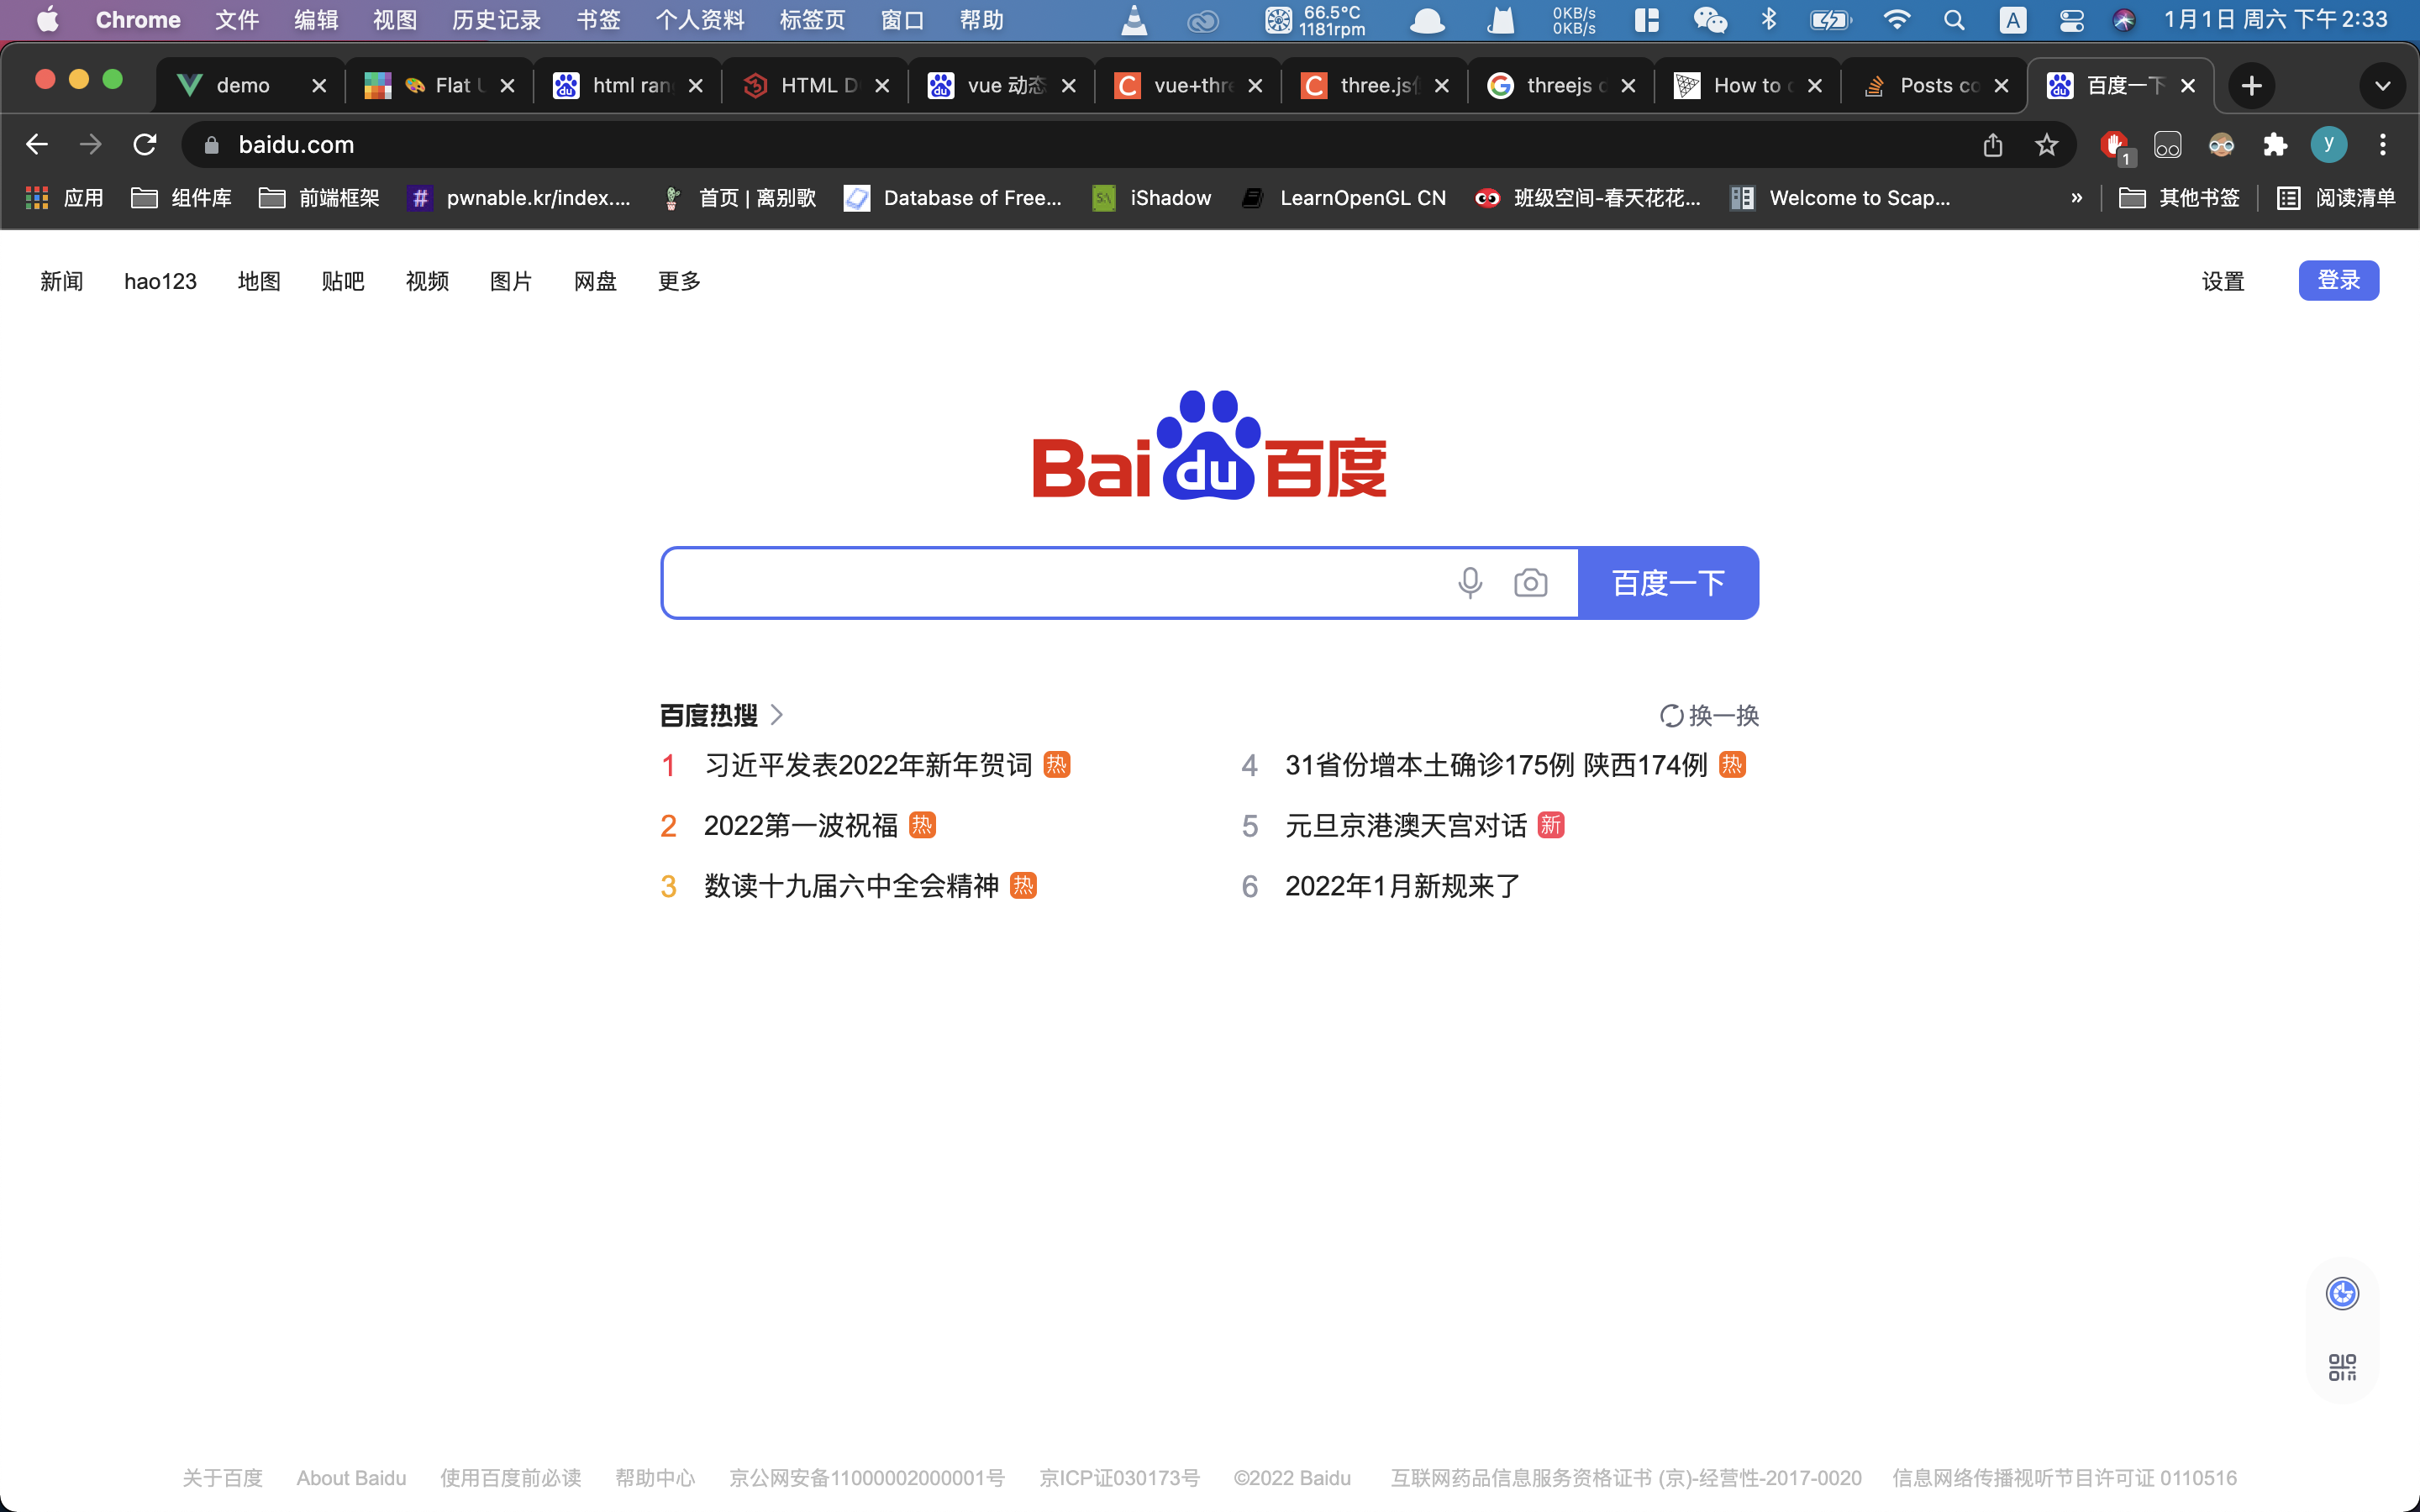 Chrome 文件 编辑 视图 历史记录 书签 个人资料 标签页 窗口 帮助 66.5°C 1181rpm 0KB/s 0KB/s A 1月1日 周六 下午2:33
demo Flat html ran HTML vue 动态 vue+thre three.js threejs How to Posts co 百度一下
baidu.com 1 y
应用 组件库 前端框架 # pwnable.kr/index.... 首页 | 离别歌 Database of Free... iShadow LearnOpenGL CN 班级空间-春天花花... Welcome to Scap... » 其他书签 阅读清单
新闻 hao123 地图 贴吧 视频 图片 网盘 更多 设置 登录
Bai du 百度
百度一下
百度热搜 换一换
1 习近平发表2022年新年贺词 热 4 31省份增本土确诊175例 陕西174例 热
2 2022第一波祝福 热 5 元旦京港澳天宫对话 新
3 数读十九届六中全会精神 热 6 2022年1月新规来了
关于百度 About Baidu 使用百度前必读 帮助中心 京公网安备11000002000001号 京ICP证030173号 ©2022 Baidu 互联网药品信息服务资格证书 (京)-经营性-2017-0020 信息网络传播视听节目许可证 0110516